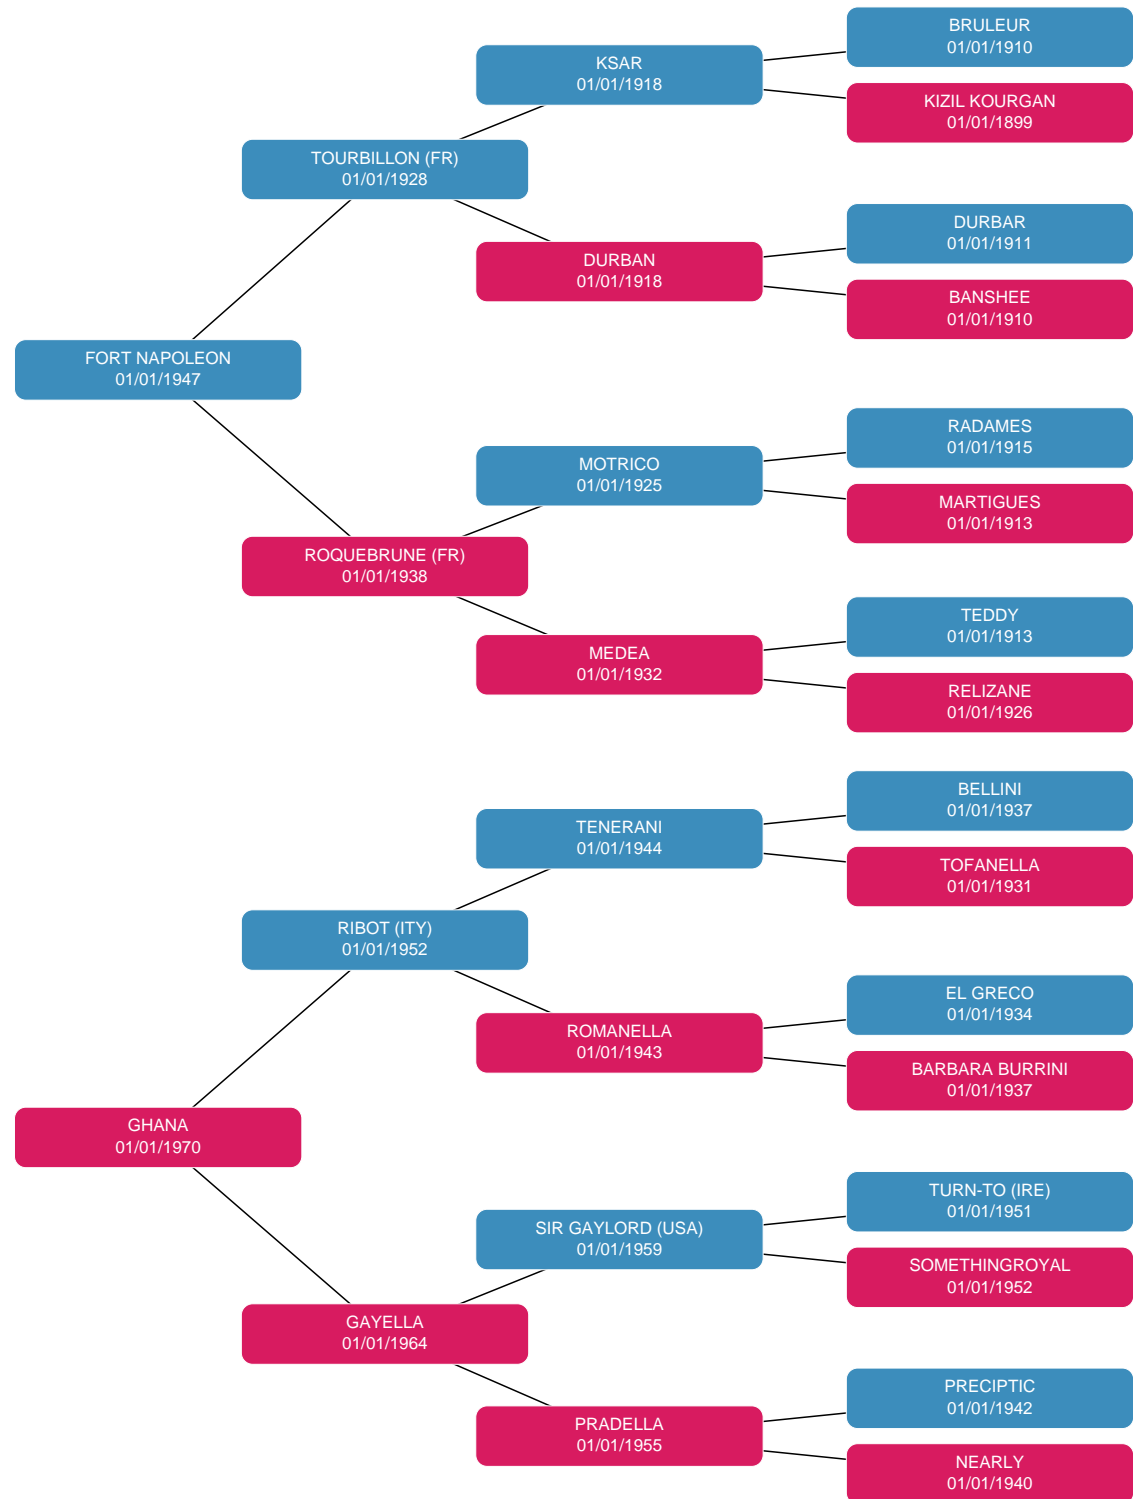 BRULEUR
01/01/1910
KSAR
01/01/1918
KIZIL KOURGAN
01/01/1899
TOURBILLON (FR)
01/01/1928
DURBAR
01/01/1911
DURBAN
01/01/1918
BANSHEE
01/01/1910
FORT NAPOLEON
01/01/1947
RADAMES
01/01/1915
MOTRICO
01/01/1925
MARTIGUES
01/01/1913
ROQUEBRUNE (FR)
01/01/1938
TEDDY
01/01/1913
MEDEA
01/01/1932
RELIZANE
01/01/1926
BELLINI
01/01/1937
TENERANI
01/01/1944
TOFANELLA
01/01/1931
RIBOT (ITY)
01/01/1952
EL GRECO
01/01/1934
ROMANELLA
01/01/1943
BARBARA BURRINI
01/01/1937
GHANA
01/01/1970
TURN-TO (IRE)
01/01/1951
SIR GAYLORD (USA)
01/01/1959
SOMETHINGROYAL
01/01/1952
GAYELLA
01/01/1964
PRECIPTIC
01/01/1942
PRADELLA
01/01/1955
NEARLY
01/01/1940